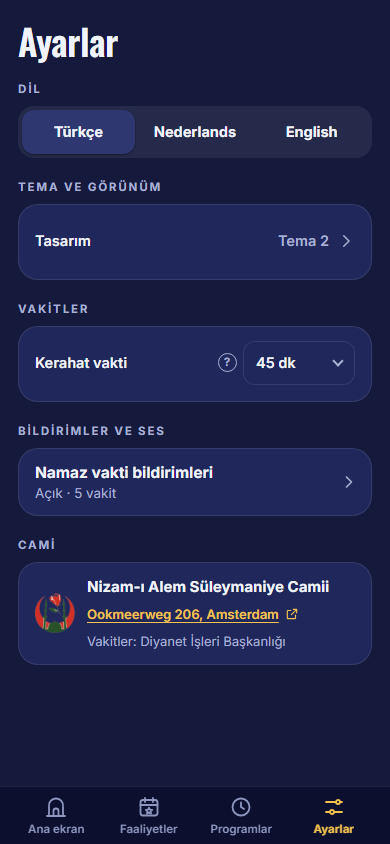 Ayarlar
DİL
Türkçe
Nederlands
English
TEMA VE GÖRÜNÜM
Tasarım
Tema 2
VAKİTLER
Kerahat vakti
?
45 dk
BİLDİRİMLER VE SES
Namaz vakti bildirimleri
Açık · 5 vakit
CAMİ
Nizam-ı Alem Süleymaniye Camii
Ookmeerweg 206, Amsterdam
Vakitler: Diyanet İşleri Başkanlığı
Ana ekran
Faaliyetler
Programlar
Ayarlar